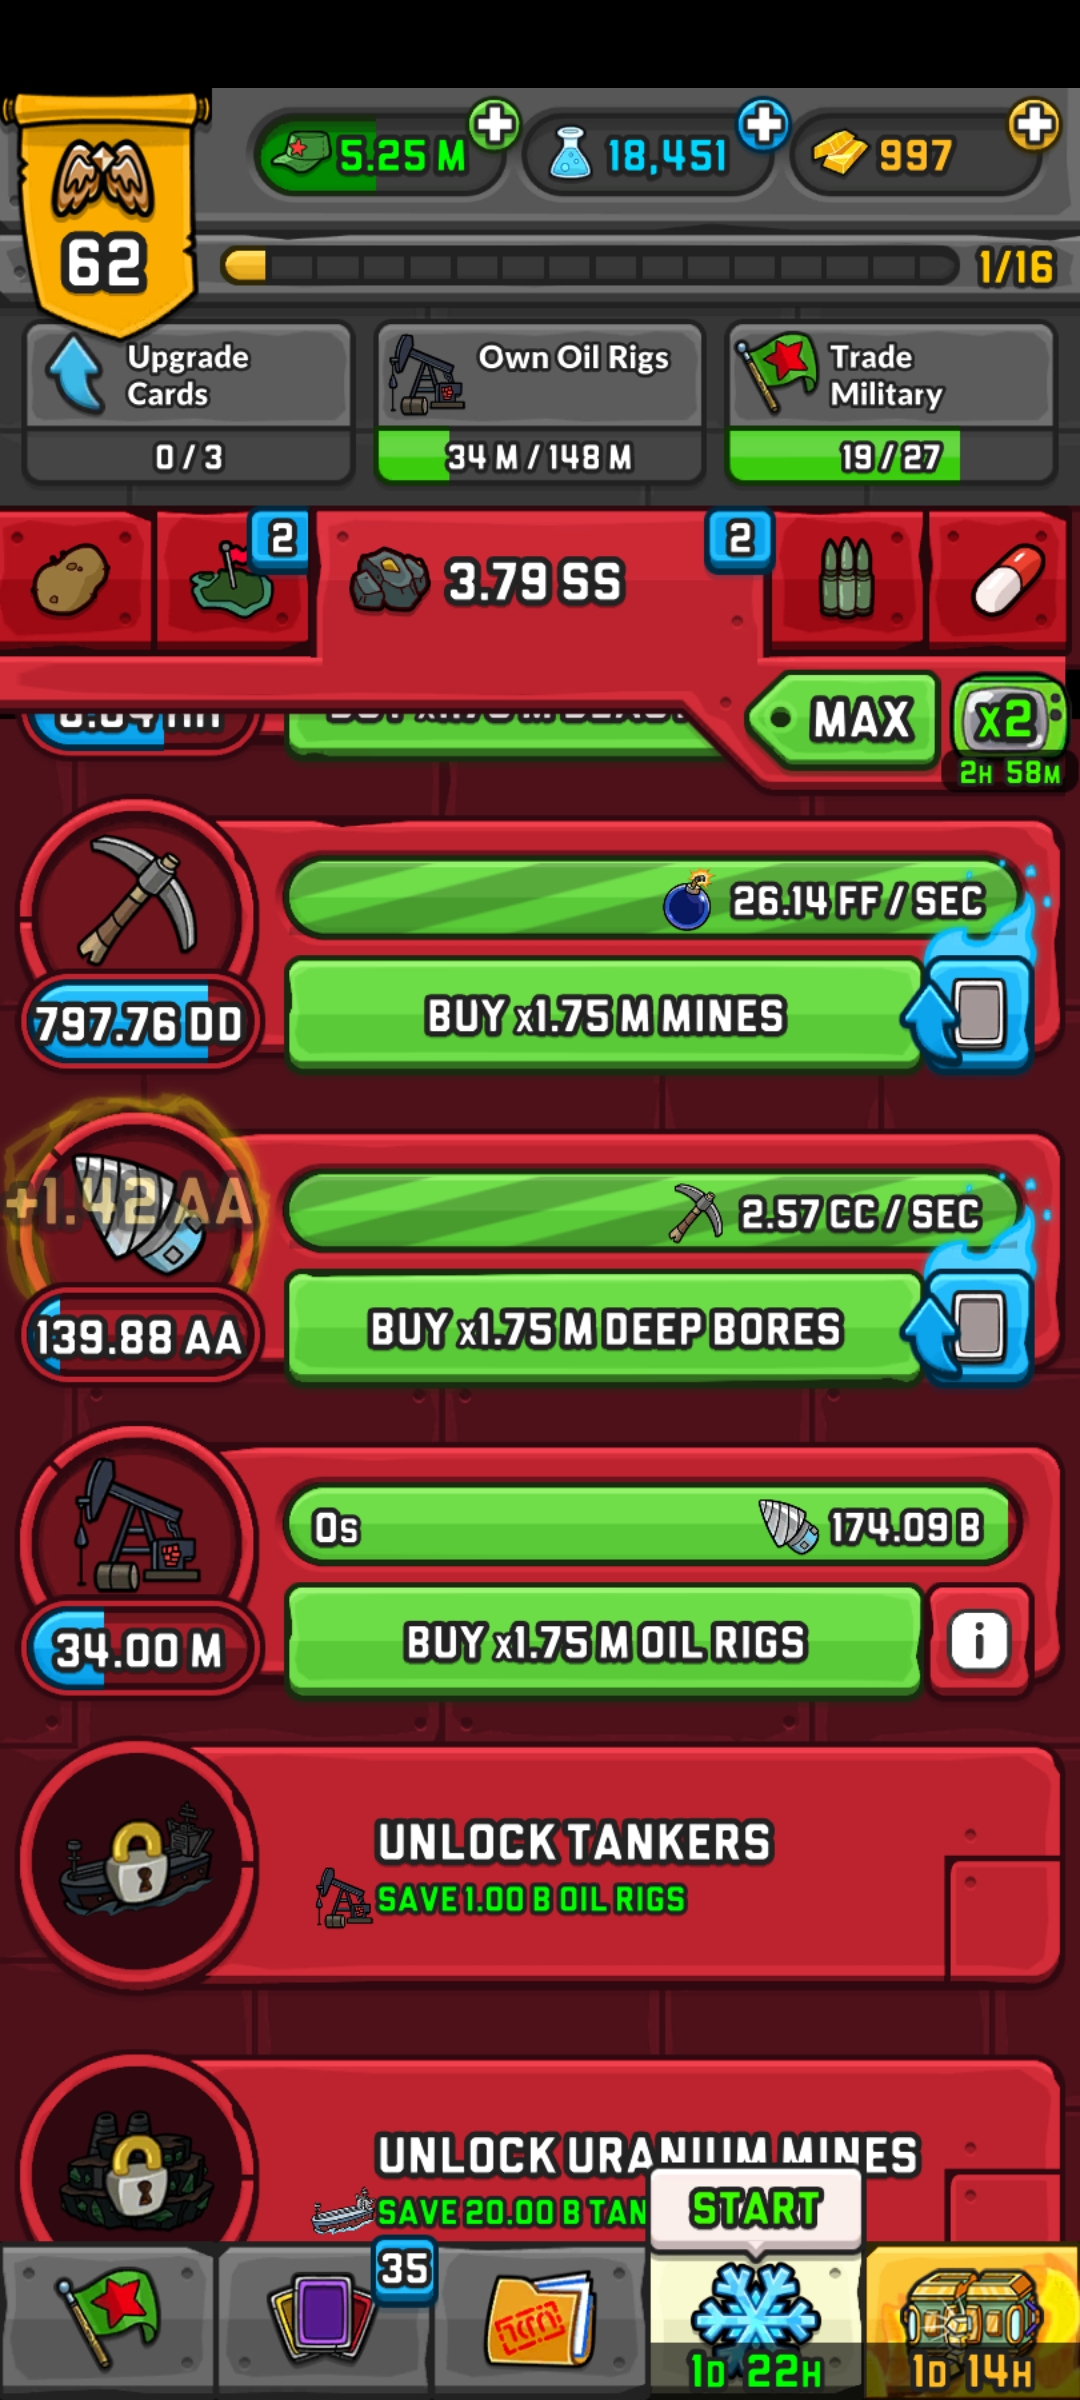 5.25 M
18,451
997
62
1/16
Upgrade
Cards
0 / 3
Own Oil Rigs
34 M / 148 M
Trade
Military
19 / 27
2
3.79 SS
2
MAX
x2
2H 58M
26.14 FF / SEC
797.76 DD
BUY x1.75 M MINES
+1.42 AA
2.57 CC / SEC
139.88 AA
BUY x1.75 M DEEP BORES
0s
174.09 B
34.00 M
BUY x1.75 M OIL RIGS
i
UNLOCK TANKERS
SAVE 1.00 B OIL RIGS
UNLOCK URANIUM MINES
SAVE 20.00 B TAN
START
35
1D 22H
1D 14H